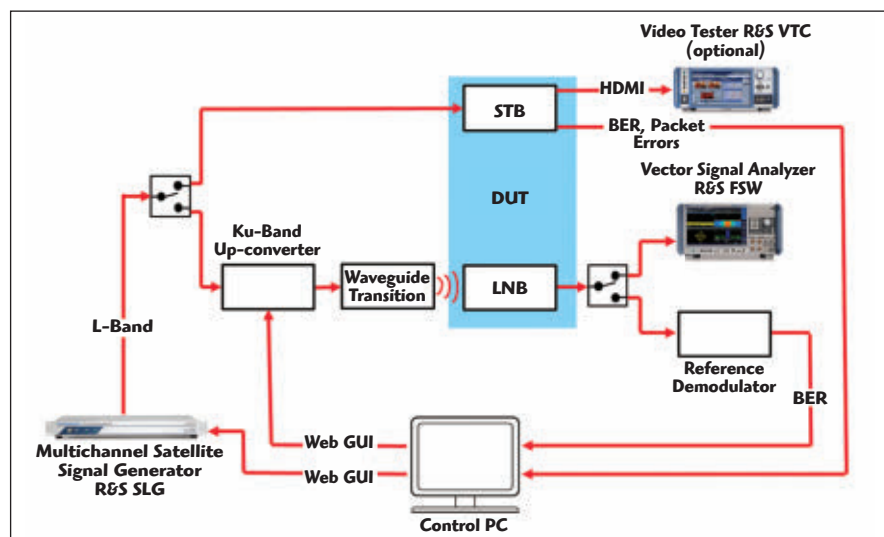 Video Tester R&S VTC
(optional)
HDMI
STB
BER, Packet
Errors
Vector Signal Analyzer
R&S FSW
DUT
Ku-Band
Up-converter
Waveguide
Transition
LNB
L-Band
Reference
Demodulator
BER
Multichannel Satellite
Signal Generator
R&S SLG
Web GUI
Web GUI
Control PC